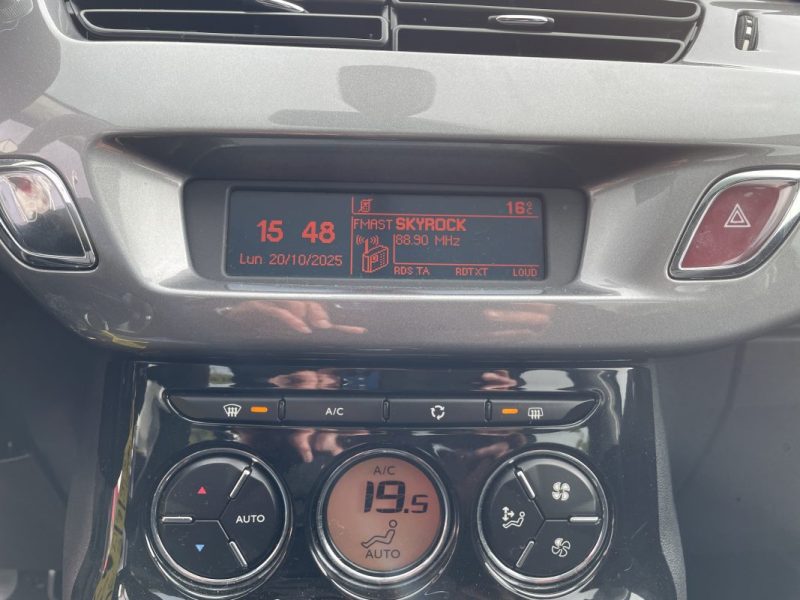 16°C
15 48
FMAST SKYROCK
88.90 MHz
Lun 20/10/2025
RDS TA RDTXT LOUD
A/C
AUTO
A/C
19.5
AUTO